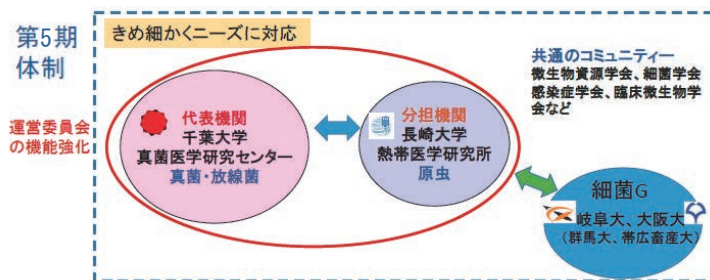 第5期
体制
運営委員会
の機能強化
きめ細かくニーズに対応
代表機関
千葉大学
真菌医学研究センター
真菌・放線菌
分担機関
長崎大学
熱帯医学研究所
原虫
共通のコミュニティー
微生物資源学会、細菌学会
感染症学会、臨床微生物学
会など
細菌G
岐阜大、大阪大
（群馬大、帯広畜産大）